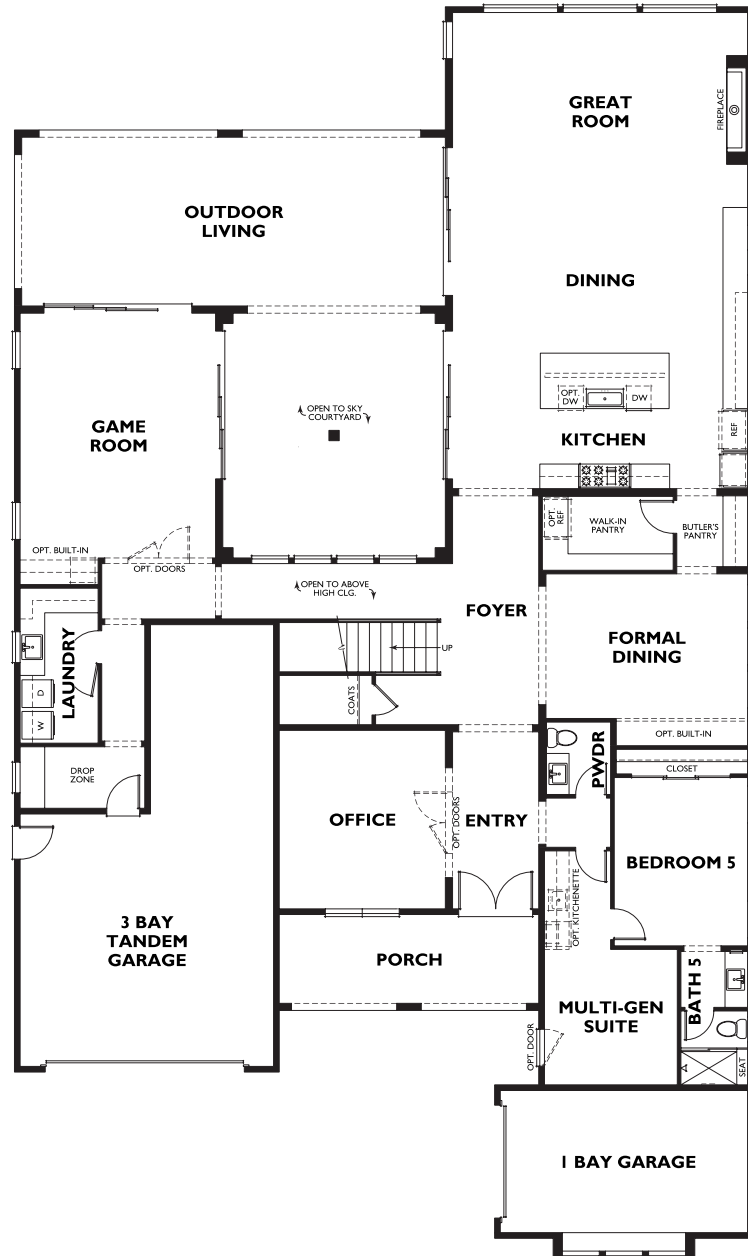 GREAT
ROOM
FIREPLACE
OUTDOOR
LIVING
DINING
OPT.
DW
DW
OPEN TO SKY
COURTYARD
GAME
ROOM
KITCHEN
REF
OPT.
REF
WALK-IN
PANTRY
BUTLER'S
PANTRY
OPT. BUILT-IN
OPT. DOORS
OPEN TO ABOVE
HIGH CLG.
FOYER
FORMAL
DINING
UP
LAUNDRY
D
W
COATS
OPT. BUILT-IN
PWDR
CLOSET
DROP
ZONE
OFFICE
OPT. DOORS
ENTRY
BEDROOM 5
OPT. KITCHENETTE
3 BAY
TANDEM
GARAGE
PORCH
BATH 5
MULTI-GEN
SUITE
OPT. DOOR
SEAT
1 BAY GARAGE